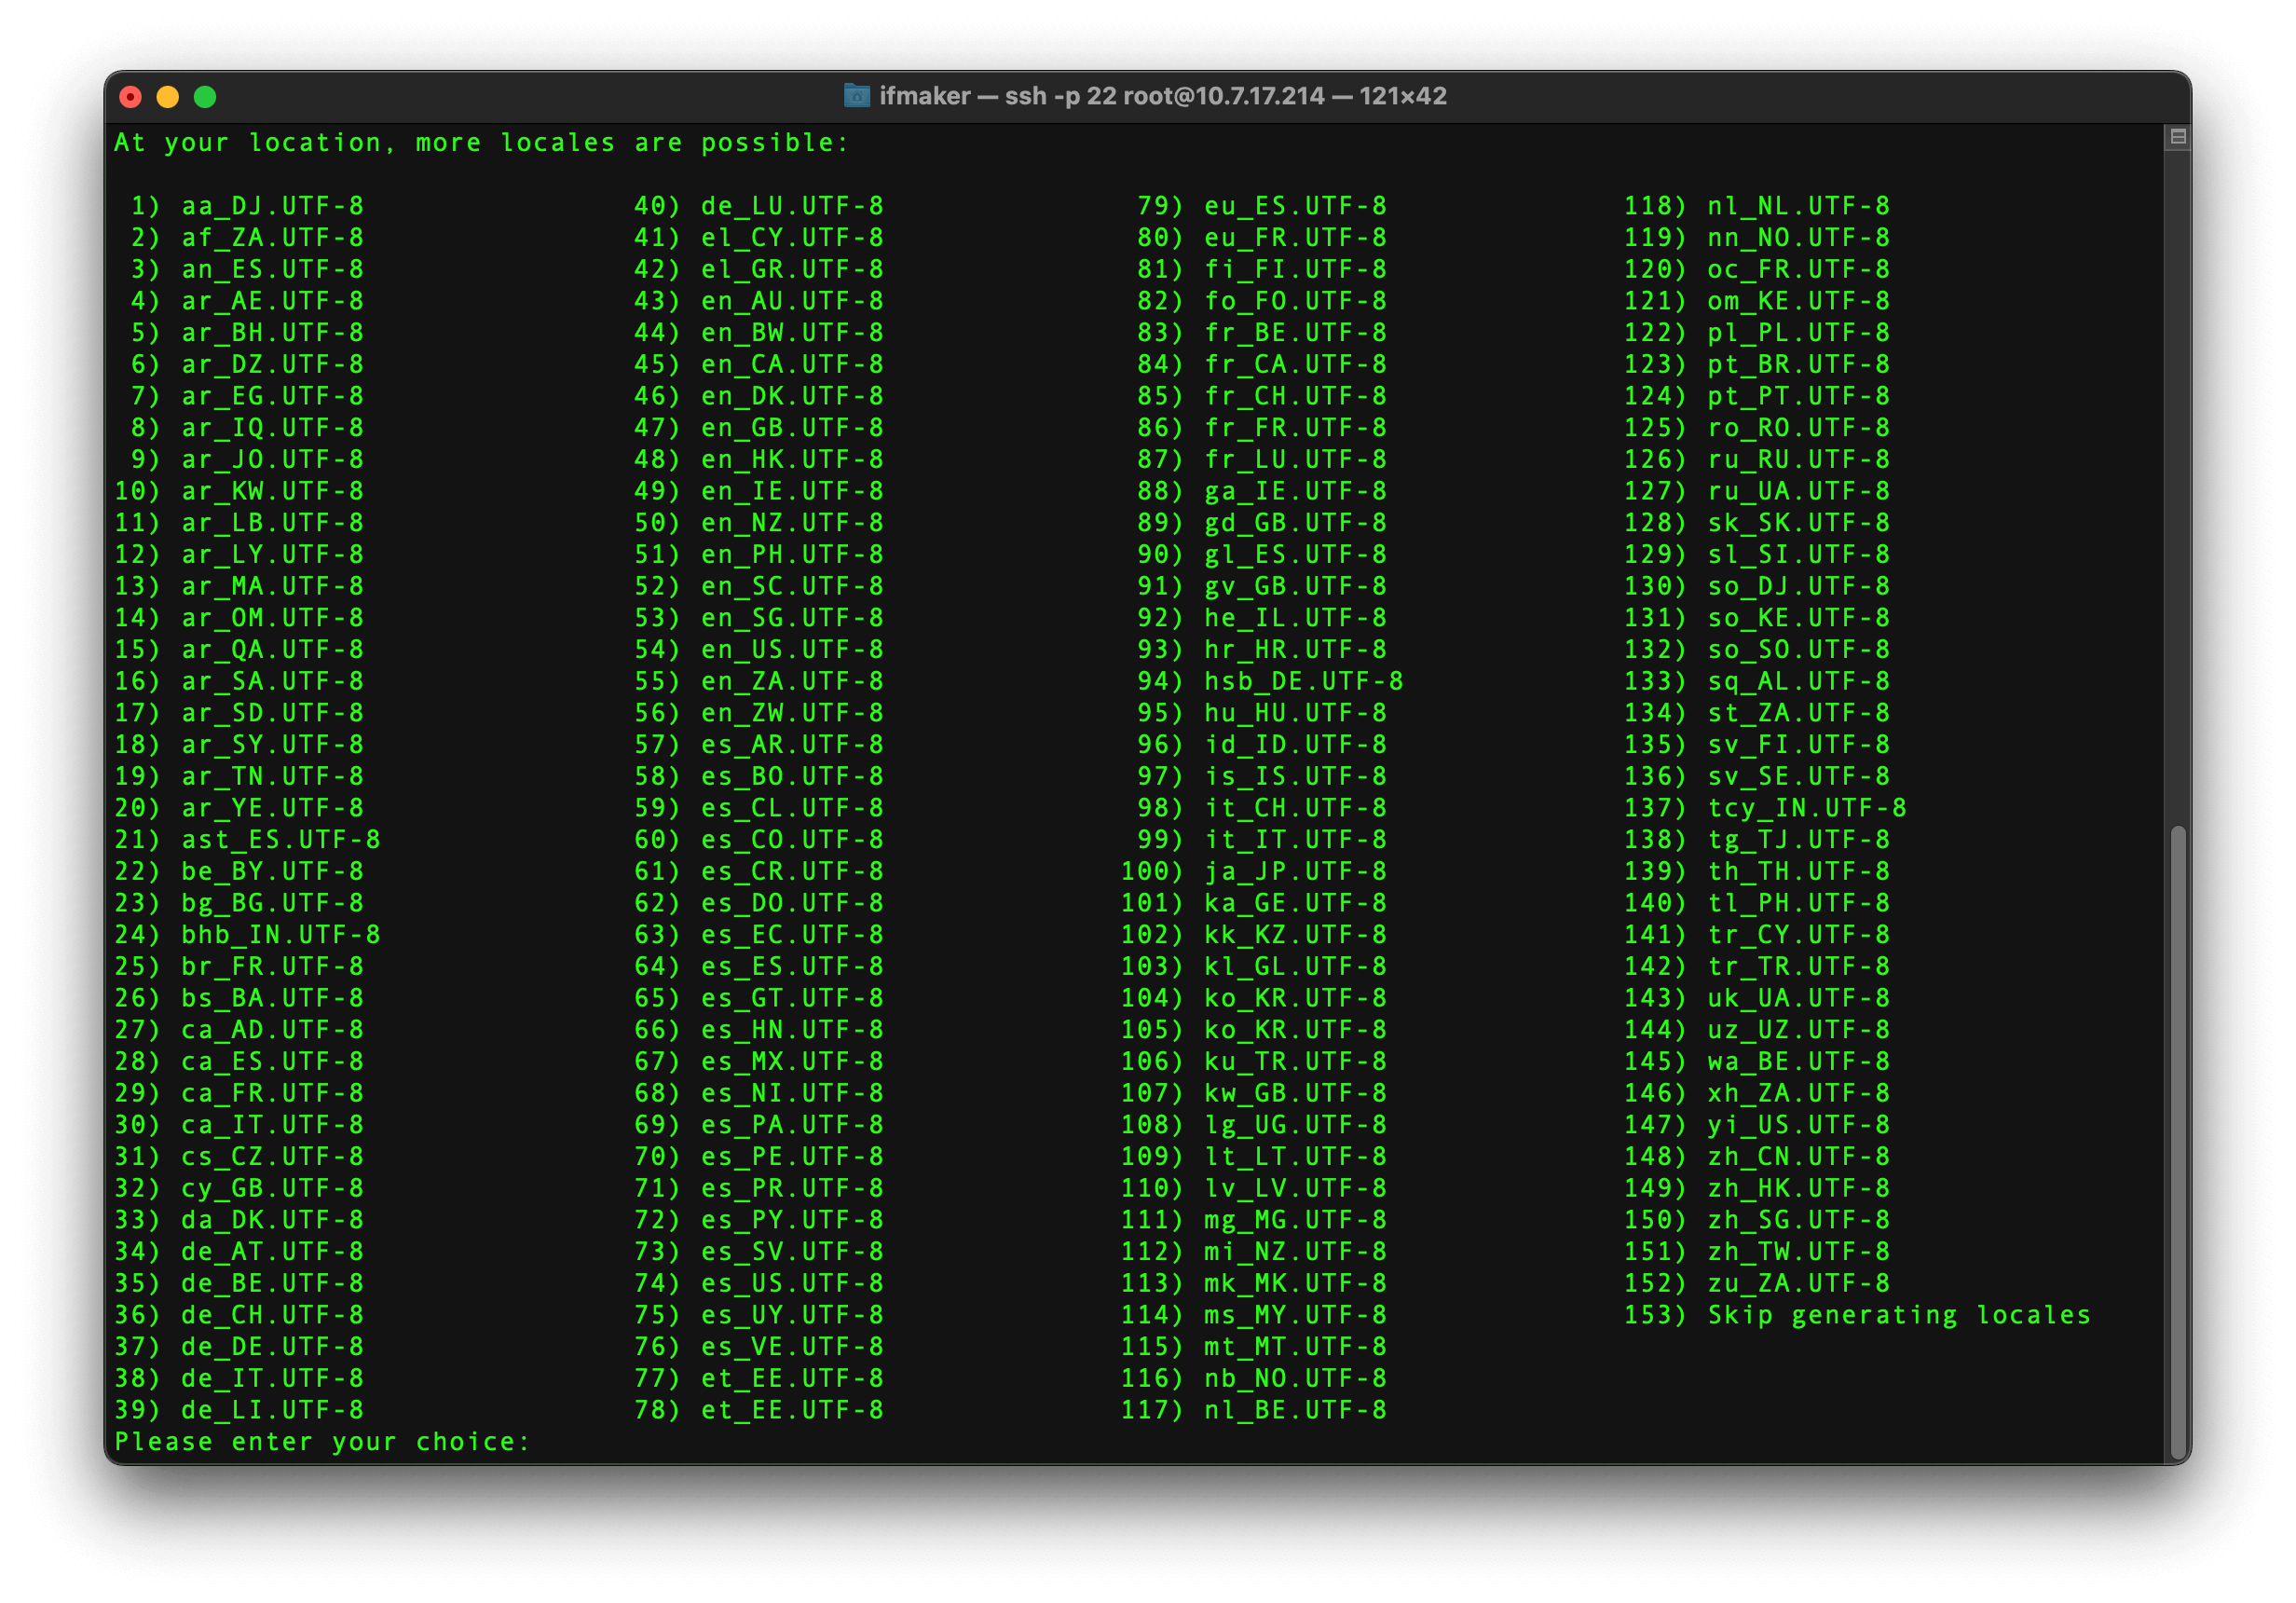 ifmaker — ssh -p 22 root@10.7.17.214 — 121×42
At your location, more locales are possible:
1) aa_DJ.UTF-8 40) de_LU.UTF-8 79) eu_ES.UTF-8 118) nl_NL.UTF-8
2) af_ZA.UTF-8 41) el_CY.UTF-8 80) eu_FR.UTF-8 119) nn_NO.UTF-8
3) an_ES.UTF-8 42) el_GR.UTF-8 81) fi_FI.UTF-8 120) oc_FR.UTF-8
4) ar_AE.UTF-8 43) en_AU.UTF-8 82) fo_FO.UTF-8 121) om_KE.UTF-8
5) ar_BH.UTF-8 44) en_BW.UTF-8 83) fr_BE.UTF-8 122) pl_PL.UTF-8
6) ar_DZ.UTF-8 45) en_CA.UTF-8 84) fr_CA.UTF-8 123) pt_BR.UTF-8
7) ar_EG.UTF-8 46) en_DK.UTF-8 85) fr_CH.UTF-8 124) pt_PT.UTF-8
8) ar_IQ.UTF-8 47) en_GB.UTF-8 86) fr_FR.UTF-8 125) ro_RO.UTF-8
9) ar_JO.UTF-8 48) en_HK.UTF-8 87) fr_LU.UTF-8 126) ru_RU.UTF-8
10) ar_KW.UTF-8 49) en_IE.UTF-8 88) ga_IE.UTF-8 127) ru_UA.UTF-8
11) ar_LB.UTF-8 50) en_NZ.UTF-8 89) gd_GB.UTF-8 128) sk_SK.UTF-8
12) ar_LY.UTF-8 51) en_PH.UTF-8 90) gl_ES.UTF-8 129) sl_SI.UTF-8
13) ar_MA.UTF-8 52) en_SC.UTF-8 91) gv_GB.UTF-8 130) so_DJ.UTF-8
14) ar_OM.UTF-8 53) en_SG.UTF-8 92) he_IL.UTF-8 131) so_KE.UTF-8
15) ar_QA.UTF-8 54) en_US.UTF-8 93) hr_HR.UTF-8 132) so_SO.UTF-8
16) ar_SA.UTF-8 55) en_ZA.UTF-8 94) hsb_DE.UTF-8 133) sq_AL.UTF-8
17) ar_SD.UTF-8 56) en_ZW.UTF-8 95) hu_HU.UTF-8 134) st_ZA.UTF-8
18) ar_SY.UTF-8 57) es_AR.UTF-8 96) id_ID.UTF-8 135) sv_FI.UTF-8
19) ar_TN.UTF-8 58) es_BO.UTF-8 97) is_IS.UTF-8 136) sv_SE.UTF-8
20) ar_YE.UTF-8 59) es_CL.UTF-8 98) it_CH.UTF-8 137) tcy_IN.UTF-8
21) ast_ES.UTF-8 60) es_CO.UTF-8 99) it_IT.UTF-8 138) tg_TJ.UTF-8
22) be_BY.UTF-8 61) es_CR.UTF-8 100) ja_JP.UTF-8 139) th_TH.UTF-8
23) bg_BG.UTF-8 62) es_DO.UTF-8 101) ka_GE.UTF-8 140) tl_PH.UTF-8
24) bhb_IN.UTF-8 63) es_EC.UTF-8 102) kk_KZ.UTF-8 141) tr_CY.UTF-8
25) br_FR.UTF-8 64) es_ES.UTF-8 103) kl_GL.UTF-8 142) tr_TR.UTF-8
26) bs_BA.UTF-8 65) es_GT.UTF-8 104) ko_KR.UTF-8 143) uk_UA.UTF-8
27) ca_AD.UTF-8 66) es_HN.UTF-8 105) ko_KR.UTF-8 144) uz_UZ.UTF-8
28) ca_ES.UTF-8 67) es_MX.UTF-8 106) ku_TR.UTF-8 145) wa_BE.UTF-8
29) ca_FR.UTF-8 68) es_NI.UTF-8 107) kw_GB.UTF-8 146) xh_ZA.UTF-8
30) ca_IT.UTF-8 69) es_PA.UTF-8 108) lg_UG.UTF-8 147) yi_US.UTF-8
31) cs_CZ.UTF-8 70) es_PE.UTF-8 109) lt_LT.UTF-8 148) zh_CN.UTF-8
32) cy_GB.UTF-8 71) es_PR.UTF-8 110) lv_LV.UTF-8 149) zh_HK.UTF-8
33) da_DK.UTF-8 72) es_PY.UTF-8 111) mg_MG.UTF-8 150) zh_SG.UTF-8
34) de_AT.UTF-8 73) es_SV.UTF-8 112) mi_NZ.UTF-8 151) zh_TW.UTF-8
35) de_BE.UTF-8 74) es_US.UTF-8 113) mk_MK.UTF-8 152) zu_ZA.UTF-8
36) de_CH.UTF-8 75) es_UY.UTF-8 114) ms_MY.UTF-8 153) Skip generating locales
37) de_DE.UTF-8 76) es_VE.UTF-8 115) mt_MT.UTF-8
38) de_IT.UTF-8 77) et_EE.UTF-8 116) nb_NO.UTF-8
39) de_LI.UTF-8 78) et_EE.UTF-8 117) nl_BE.UTF-8
Please enter your choice: